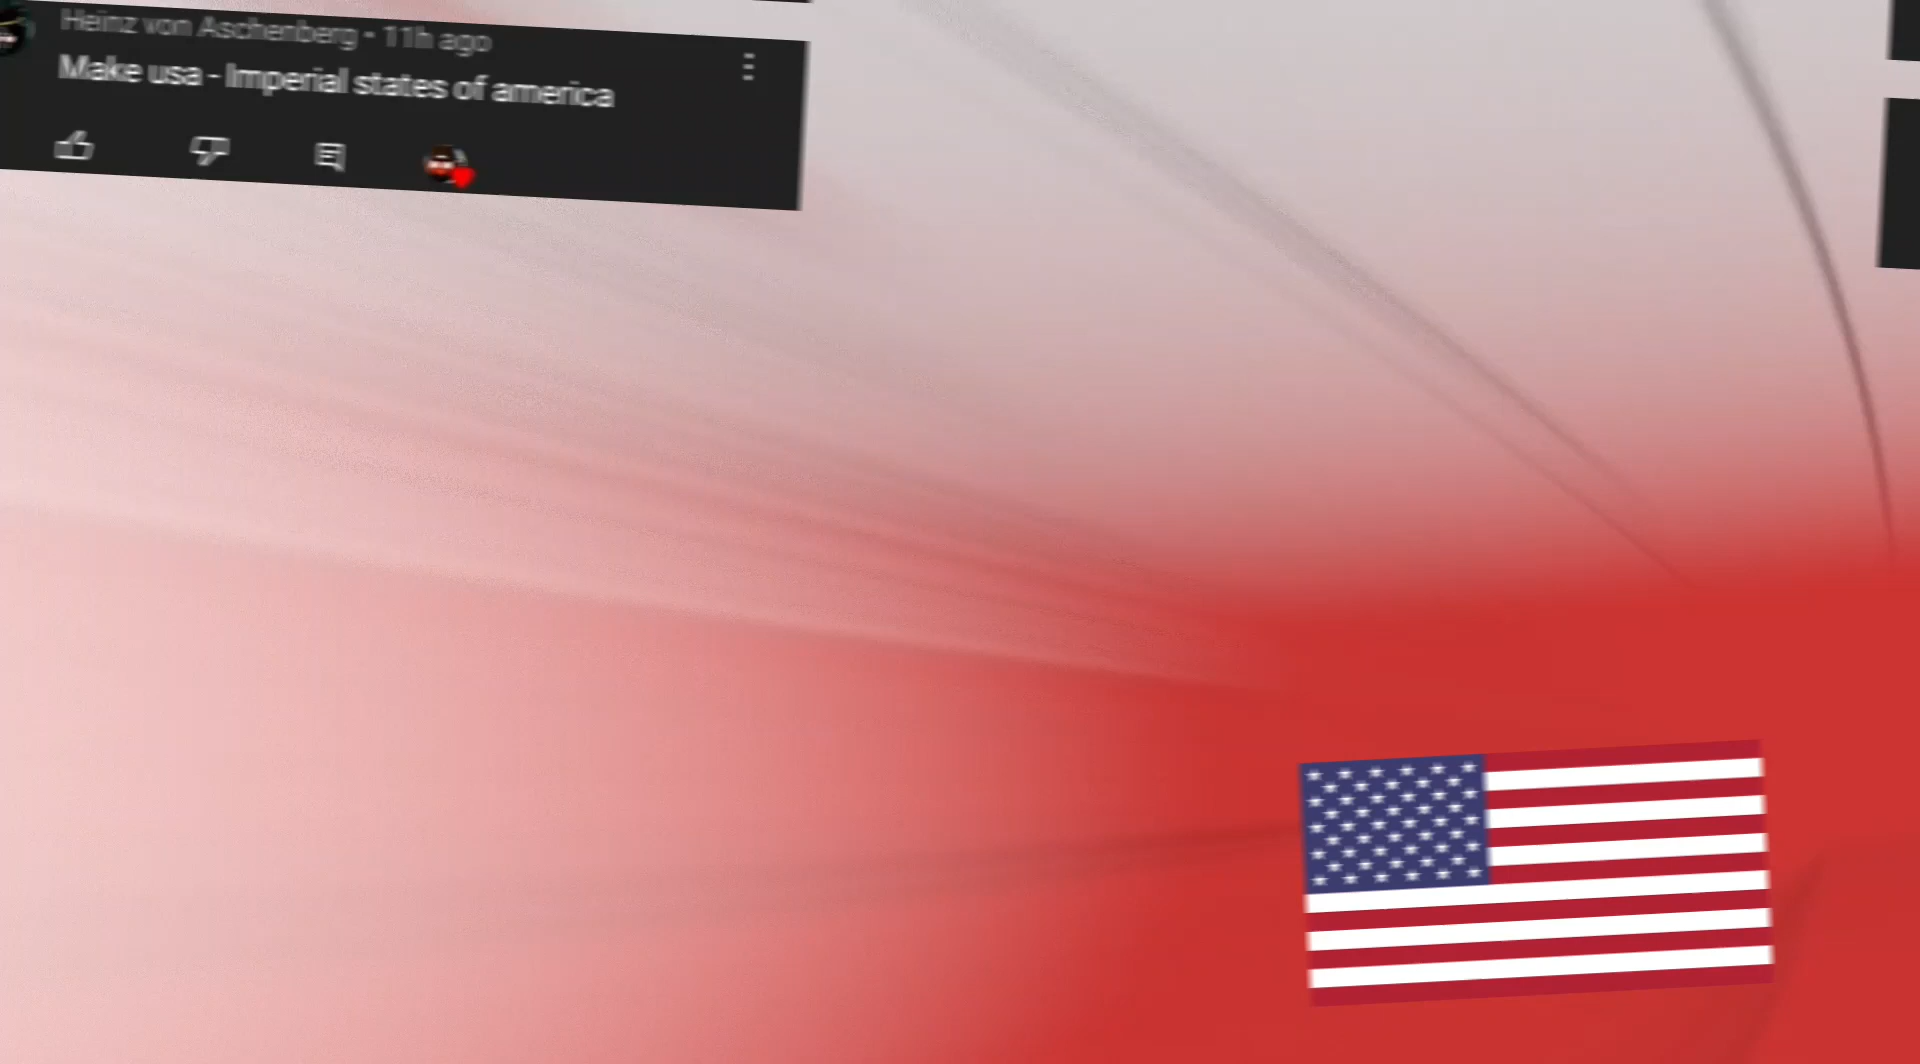 Heinz von Aschenberg • 11h ago
Make usa - Imperial states of america